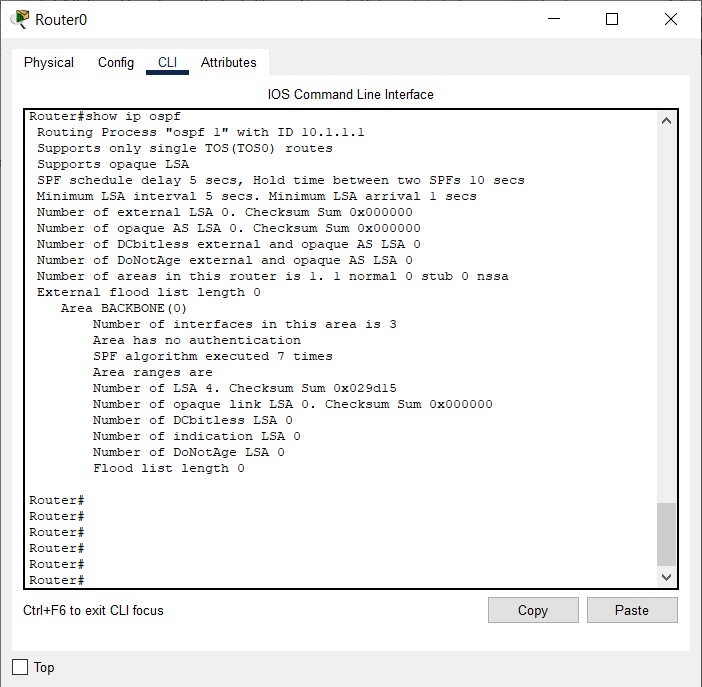 Router0
Physical Config CLI Attributes
IOS Command Line Interface
Router#show ip ospf
Routing Process "ospf 1" with ID 10.1.1.1
Supports only single TOS(TOS0) routes
Supports opaque LSA
SPF schedule delay 5 secs, Hold time between two SPFs 10 secs
Minimum LSA interval 5 secs. Minimum LSA arrival 1 secs
Number of external LSA 0. Checksum Sum 0x000000
Number of opaque AS LSA 0. Checksum Sum 0x000000
Number of DCbitless external and opaque AS LSA 0
Number of DoNotAge external and opaque AS LSA 0
Number of areas in this router is 1. 1 normal 0 stub 0 nssa
External flood list length 0
Area BACKBONE(0)
Number of interfaces in this area is 3
Area has no authentication
SPF algorithm executed 7 times
Area ranges are
Number of LSA 4. Checksum Sum 0x029d15
Number of opaque link LSA 0. Checksum Sum 0x000000
Number of DCbitless LSA 0
Number of indication LSA 0
Number of DoNotAge LSA 0
Flood list length 0
Router#
Router#
Router#
Router#
Router#
Router#
Ctrl+F6 to exit CLI focus
Copy Paste
Top